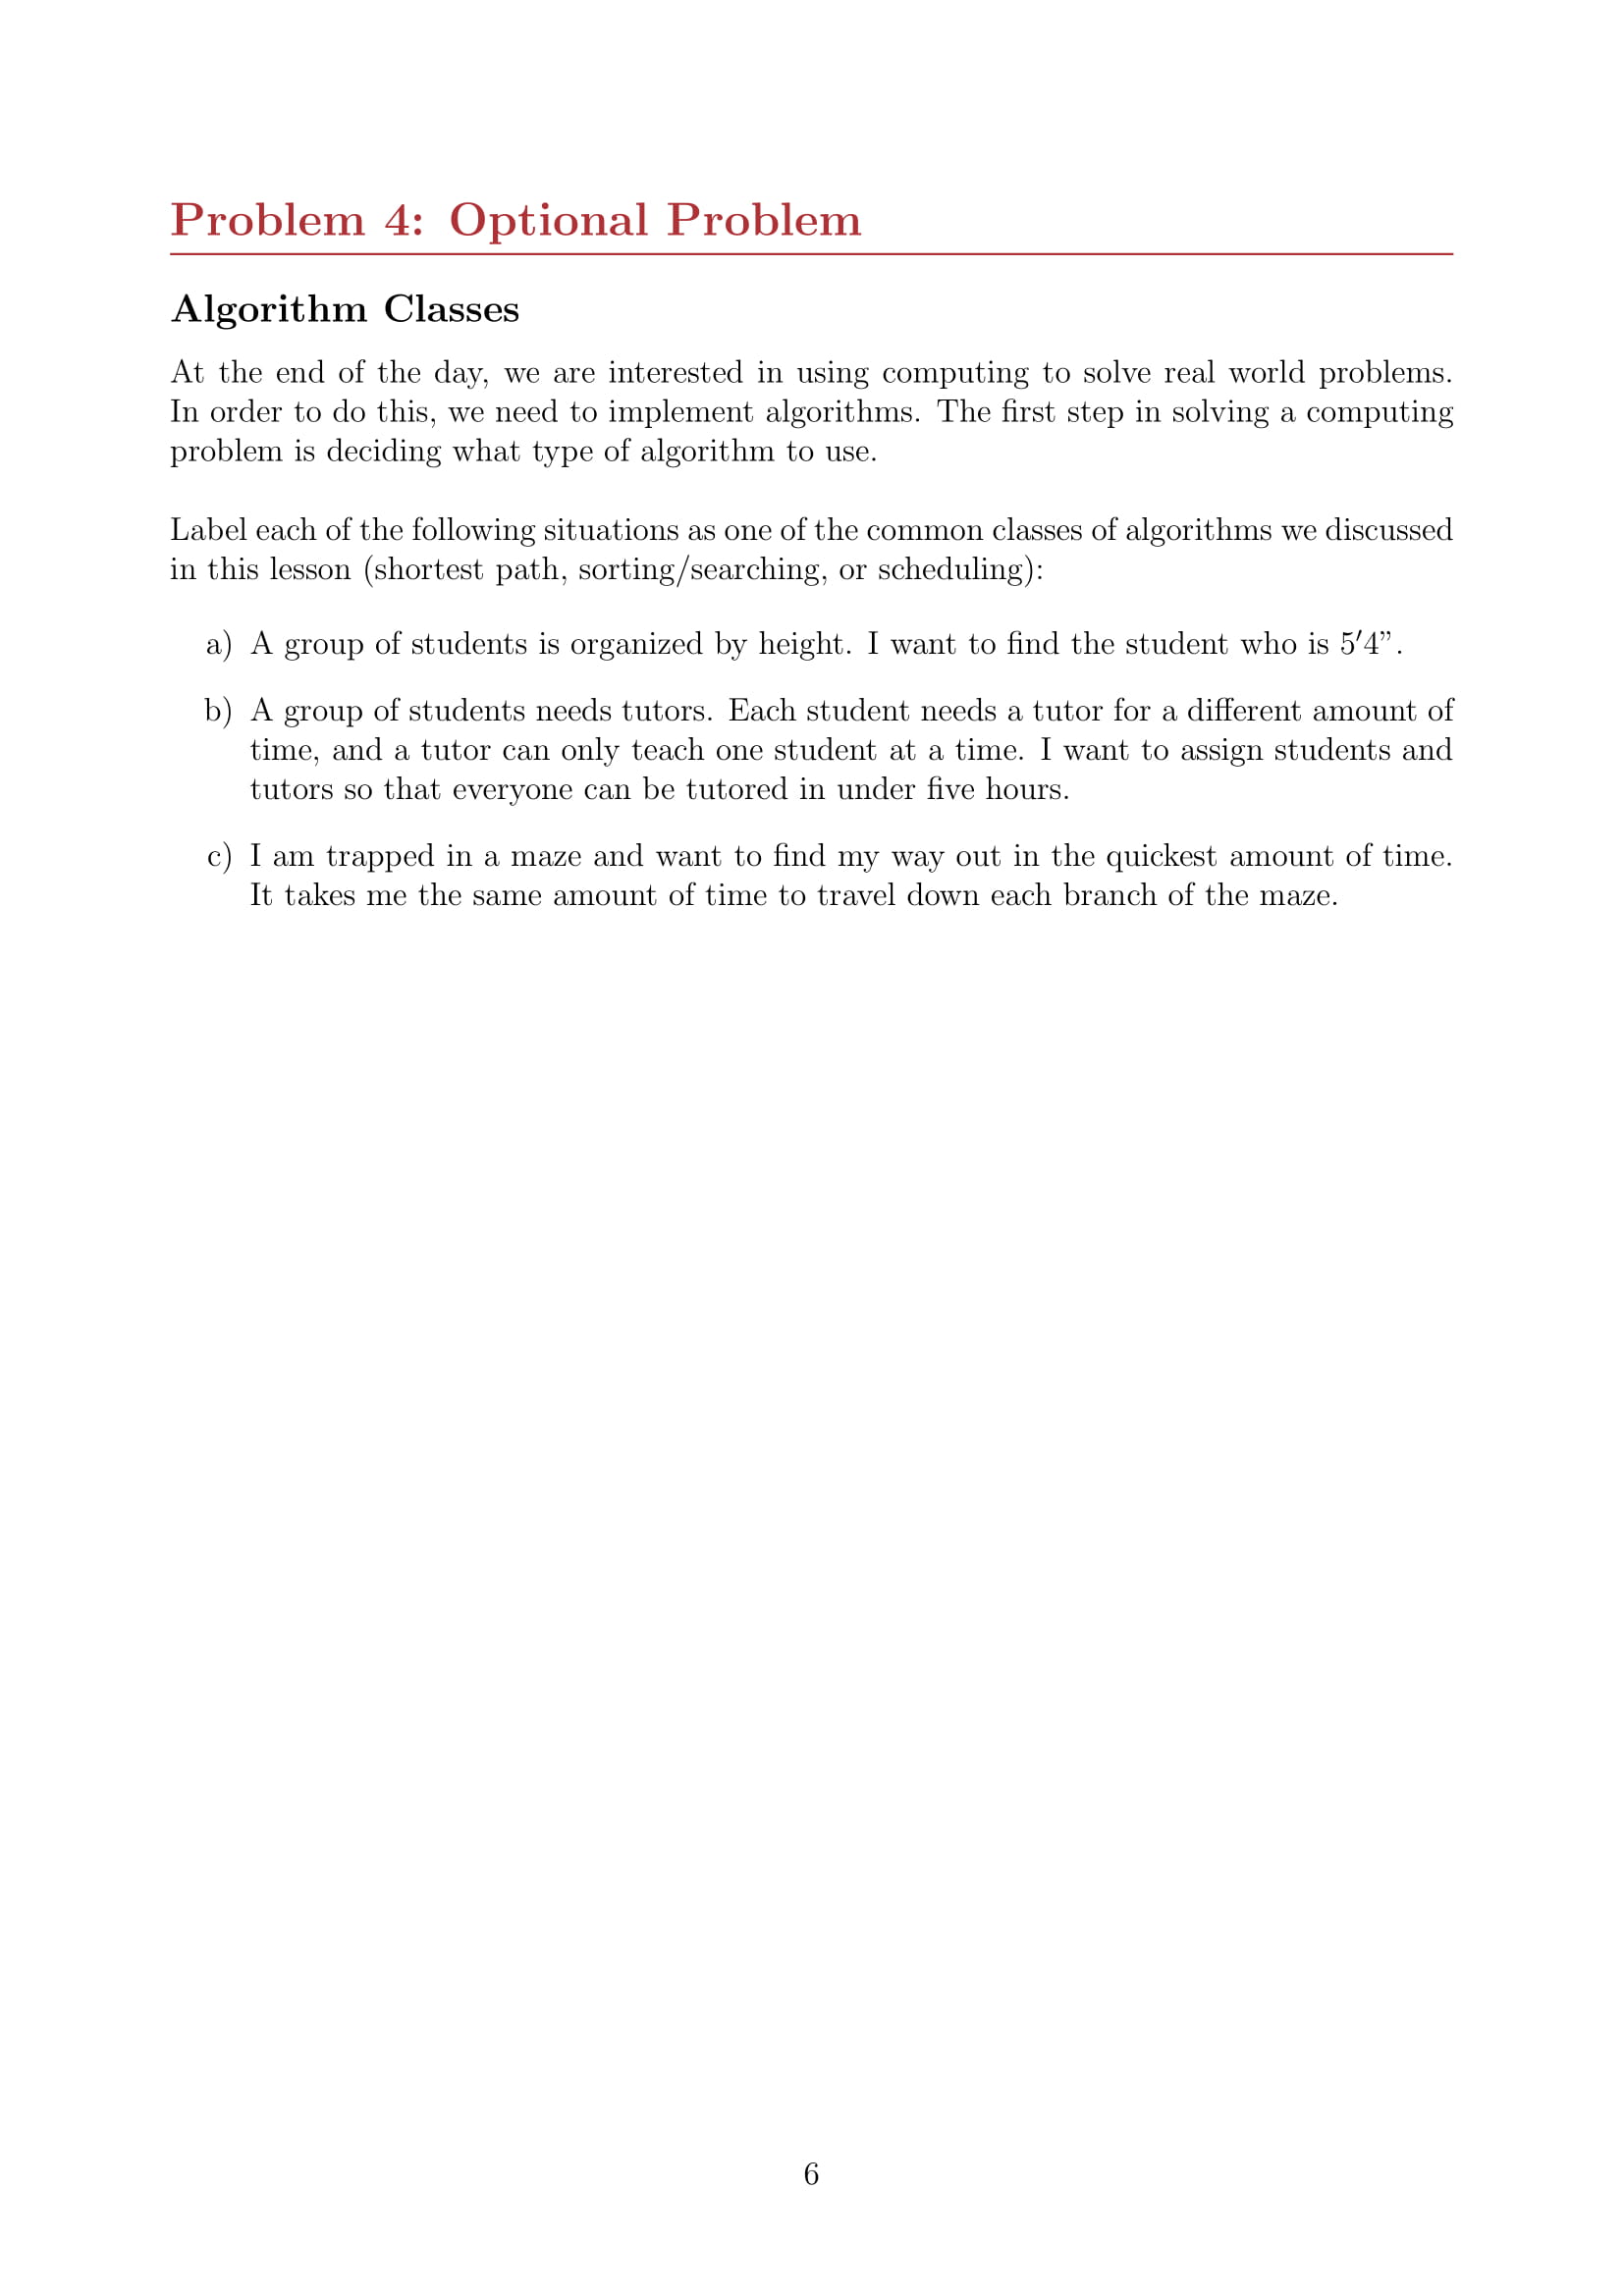 Problem 4: Optional Problem
Algorithm Classes
At the end of the day, we are interested in using computing to solve real world problems.
In order to do this, we need to implement algorithms. The first step in solving a computing
problem is deciding what type of algorithm to use.
Label each of the following situations as one of the common classes of algorithms we discussed
in this lesson (shortest path, sorting/searching, or scheduling):
a) A group of students is organized by height. I want to find the student who is 5′4”.
b) A group of students needs tutors. Each student needs a tutor for a different amount of
time, and a tutor can only teach one student at a time. I want to assign students and
tutors so that everyone can be tutored in under five hours.
c) I am trapped in a maze and want to find my way out in the quickest amount of time.
It takes me the same amount of time to travel down each branch of the maze.
6